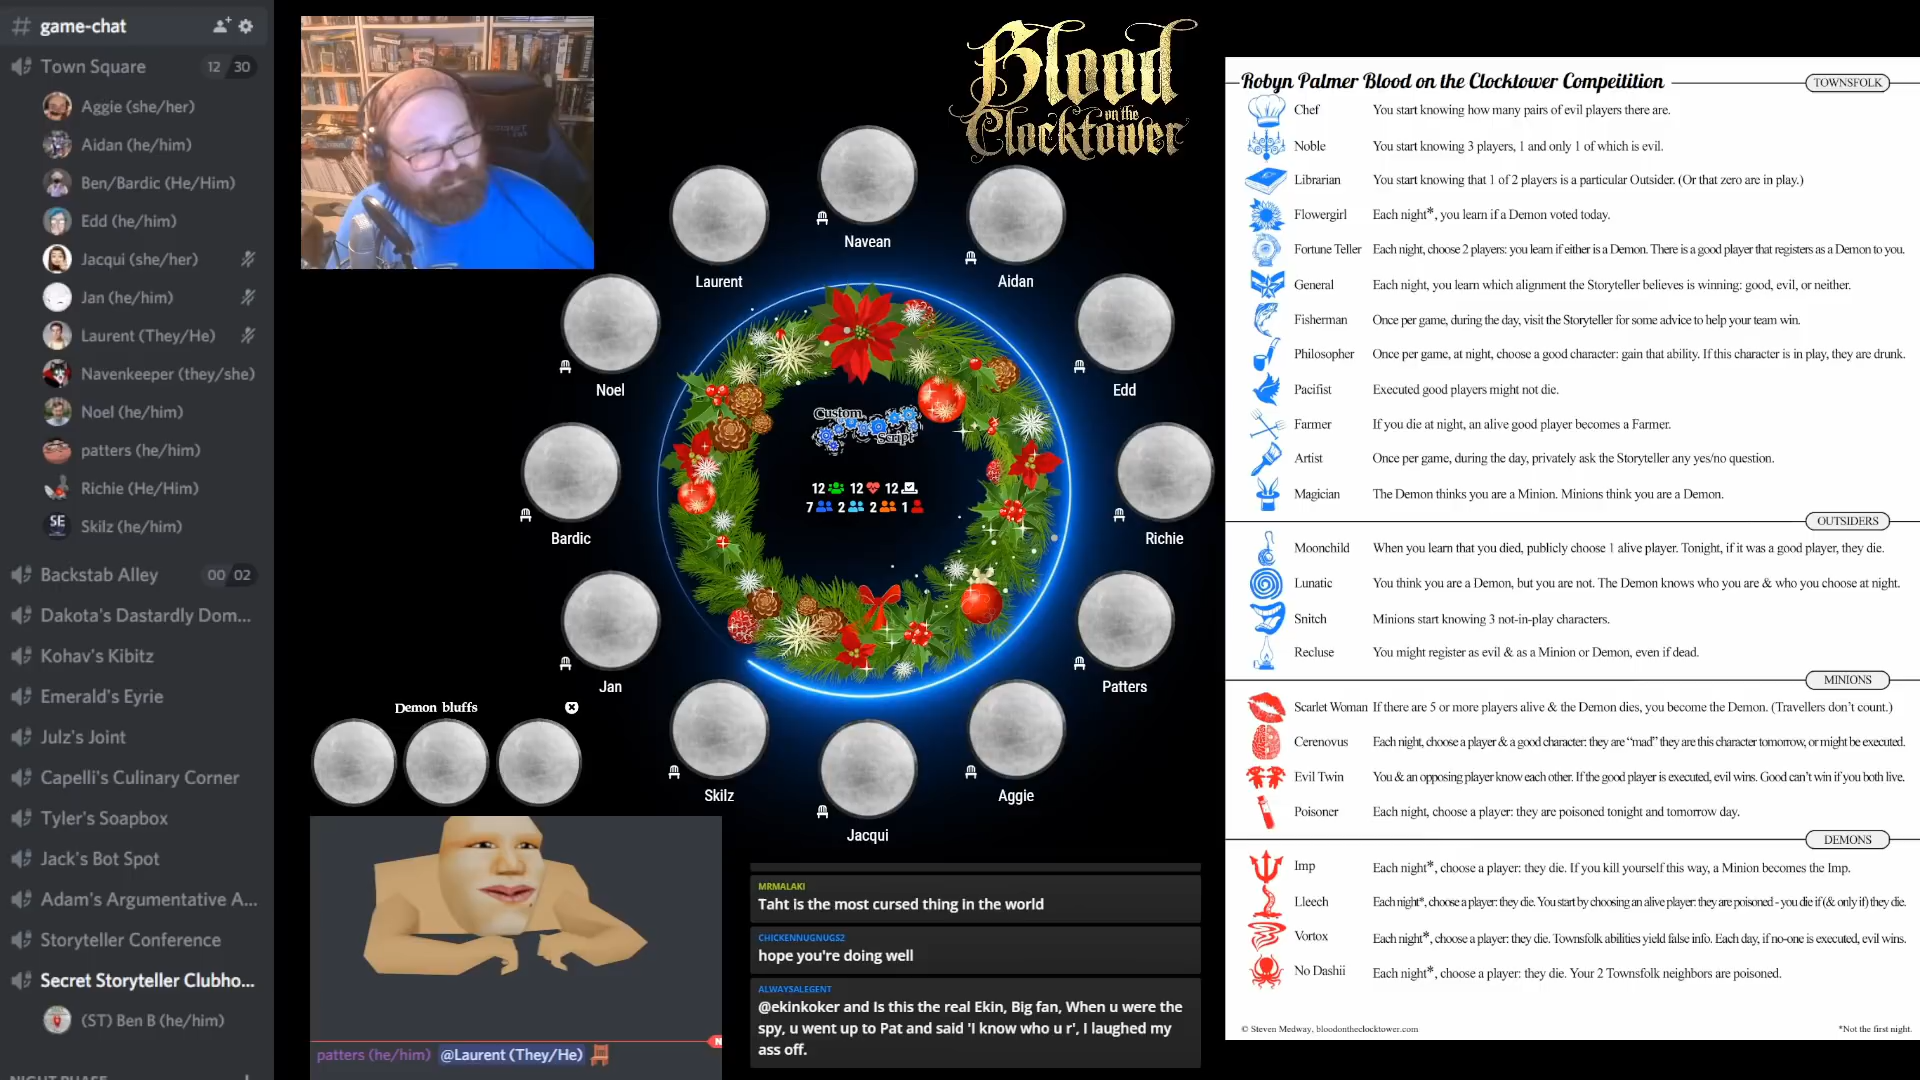 game-chat
Town Square 12 30
Aggie (she/her)
Aidan (he/him)
Ben/Bardic (He/Him)
Edd (he/him)
Jacqui (she/her)
Jan (he/him)
Laurent (They/He)
Navenkeeper (they/she)
Noel (he/him)
patters (he/him)
Richie (He/Him)
SE Skilz (he/him)
Backstab Alley 00 02
Dakota's Dastardly Dom...
Kohav's Kibitz
Emerald's Eyrie
Julz's Joint
Capelli's Culinary Corner
Tyler's Soapbox
Jack's Bot Spot
Adam's Argumentative A...
Storyteller Conference
Secret Storyteller Clubho...
(ST) Ben B (he/him)
NIGHT PHASE
Blood
on the
Clocktower
Navean
Laurent
Aidan
Noel
Edd
Bardic
Richie
Jan
Patters
Skilz
Aggie
Jacqui
Custom
Script
12 12 12
7 2 2 1
Demon bluffs
patters (he/him) @Laurent (They/He)
MRMALAKI
Taht is the most cursed thing in the world
CHICKENNUGNUGS2
hope you're doing well
ALWAYSALEGENT
@ekinkoker and Is this the real Ekin, Big fan, When u were the
spy, u went up to Pat and said 'I know who u r', I laughed my
ass off.
Robyn Palmer Blood on the Clocktower Compeitition
TOWNSFOLK
Chef You start knowing how many pairs of evil players there are.
Noble You start knowing 3 players, 1 and only 1 of which is evil.
Librarian You start knowing that 1 of 2 players is a particular Outsider. (Or that zero are in play.)
Flowergirl Each night*, you learn if a Demon voted today.
Fortune Teller Each night, choose 2 players: you learn if either is a Demon. There is a good player that registers as a Demon to you.
General Each night, you learn which alignment the Storyteller believes is winning: good, evil, or neither.
Fisherman Once per game, during the day, visit the Storyteller for some advice to help your team win.
Philosopher Once per game, at night, choose a good character: gain that ability. If this character is in play, they are drunk.
Pacifist Executed good players might not die.
Farmer If you die at night, an alive good player becomes a Farmer.
Artist Once per game, during the day, privately ask the Storyteller any yes/no question.
Magician The Demon thinks you are a Minion. Minions think you are a Demon.
OUTSIDERS
Moonchild When you learn that you died, publicly choose 1 alive player. Tonight, if it was a good player, they die.
Lunatic You think you are a Demon, but you are not. The Demon knows who you are & who you choose at night.
Snitch Minions start knowing 3 not-in-play characters.
Recluse You might register as evil & as a Minion or Demon, even if dead.
MINIONS
Scarlet Woman If there are 5 or more players alive & the Demon dies, you become the Demon. (Travellers don't count.)
Cerenovus Each night, choose a player & a good character: they are "mad" they are this character tomorrow, or might be executed.
Evil Twin You & an opposing player know each other. If the good player is executed, evil wins. Good can't win if you both live.
Poisoner Each night, choose a player: they are poisoned tonight and tomorrow day.
DEMONS
Imp Each night*, choose a player: they die. If you kill yourself this way, a Minion becomes the Imp.
Lleech Each night*, choose a player: they die. You start by choosing an alive player: they are poisoned - you die if (& only if) they die.
Vortox Each night*, choose a player: they die. Townsfolk abilities yield false info. Each day, if no-one is executed, evil wins.
No Dashii Each night*, choose a player: they die. Your 2 Townsfolk neighbors are poisoned.
© Steven Medway, bloodontheclocktower.com
*Not the first night.